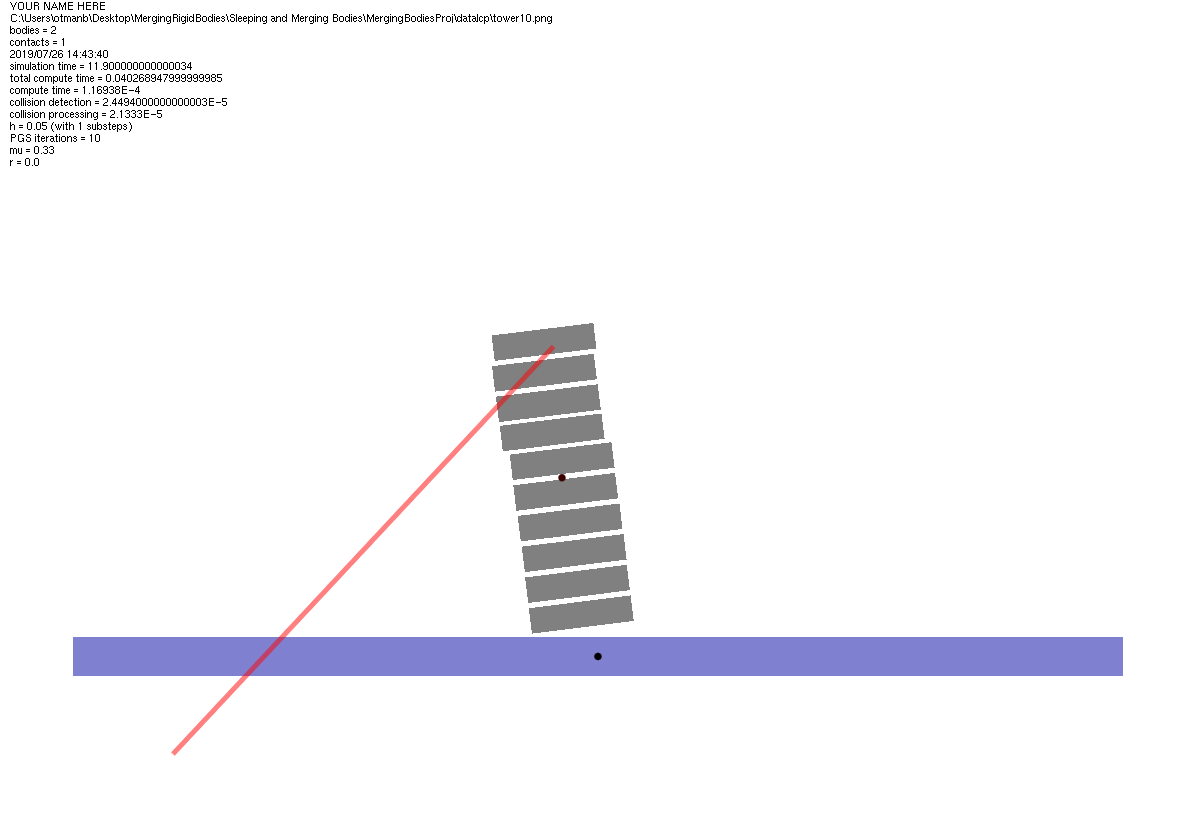 YOUR NAME HERE
C:\Users\otmanb\Desktop\MergingRigidBodies\Sleeping and Merging Bodies\MergingBodiesProj\datalcp\tower10.png
bodies = 2
contacts = 1
2019/07/26 14:43:40
simulation time = 11.900000000000034
total compute time = 0.040268947999999985
compute time = 1.16938E-4
collision detection = 2.4494000000000003E-5
collision processing = 2.1333E-5
h = 0.05 (with 1 substeps)
PGS iterations = 10
mu = 0.33
r = 0.0